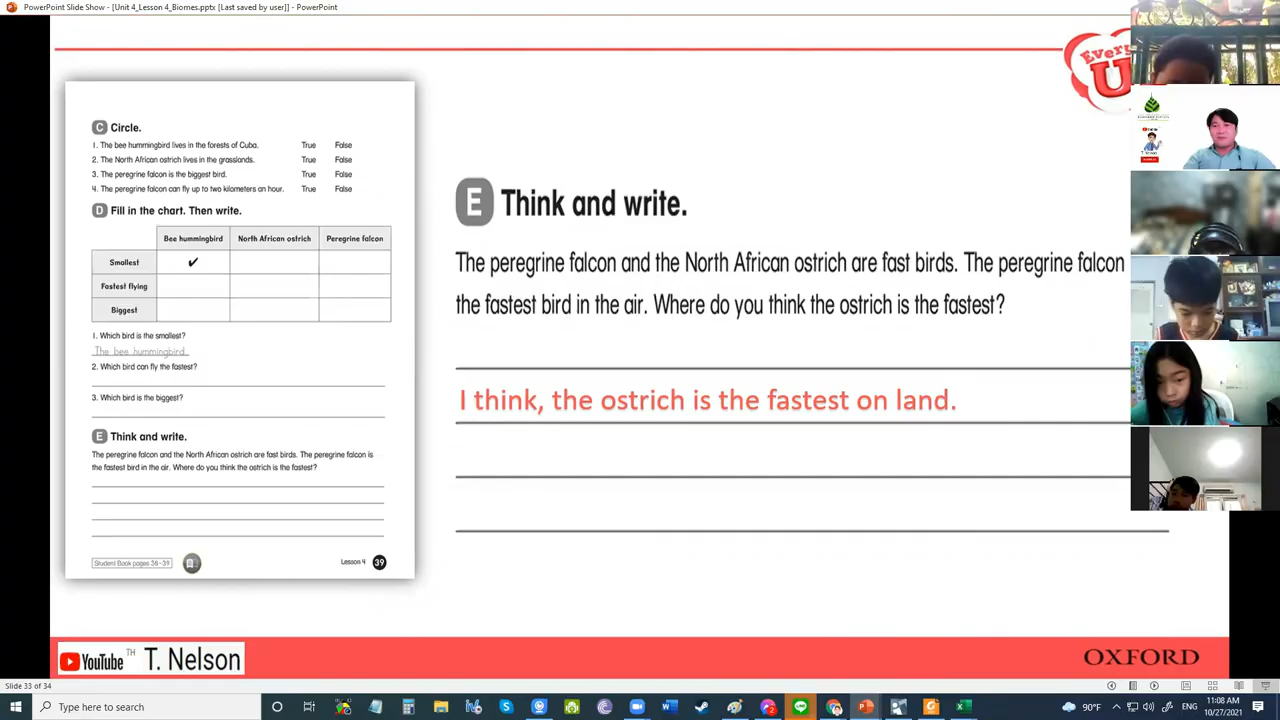 PowerPoint Slide Show - [Unit 4_Lesson 4_Biomes.pptx [Last saved by user]] - PowerPoint
Every
U
C Circle.
1. The bee hummingbird lives in the forests of Cuba. True False
2. The North African ostrich lives in the grasslands. True False
3. The peregrine falcon is the biggest bird. True False
4. The peregrine falcon can fly up to two kilometers an hour. True False
D Fill in the chart. Then write.
Bee hummingbird North African ostrich Peregrine falcon
Smallest ✔
Fastest flying
Biggest
1. Which bird is the smallest?
The bee hummingbird.
2. Which bird can fly the fastest?
3. Which bird is the biggest?
E Think and write.
The peregrine falcon and the North African ostrich are fast birds. The peregrine falcon is
the fastest bird in the air. Where do you think the ostrich is the fastest?
Student Book pages 38-39
Lesson 4 39
E Think and write.
The peregrine falcon and the North African ostrich are fast birds. The peregrine falcon
the fastest bird in the air. Where do you think the ostrich is the fastest?
I think, the ostrich is the fastest on land.
YouTube TH T. Nelson
OXFORD
Slide 33 of 34
Type here to search
90°F
11:08 AM
10/27/2021